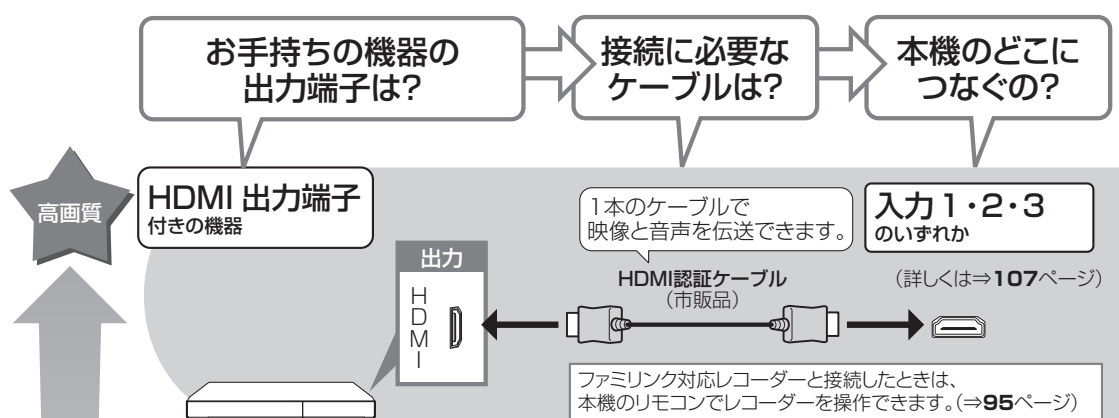 お手持ちの機器の
出力端子は?
接続に必要な
ケーブルは?
本機のどこに
つなぐの?
高画質
HDMI 出力端子
付きの機器
1本のケーブルで
映像と音声を伝送できます。
入力 1・2・3
のいずれか
出力
HDMI
HDMI認証ケーブル
（市販品）
（詳しくは⇒107ページ）
ファミリンク対応レコーダーと接続したときは、
本機のリモコンでレコーダーを操作できます。(⇒95ページ)